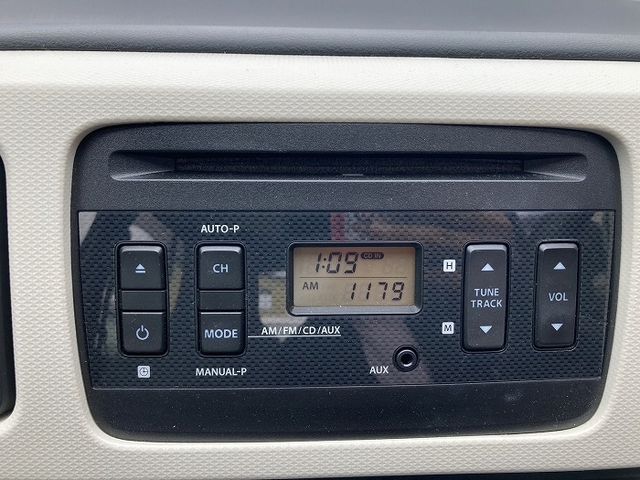 AUTO-P
CH
1:09 CD IN
AM 1179
H
TUNE
TRACK
VOL
MODE
AM/FM/CD/AUX
M
MANUAL-P
AUX